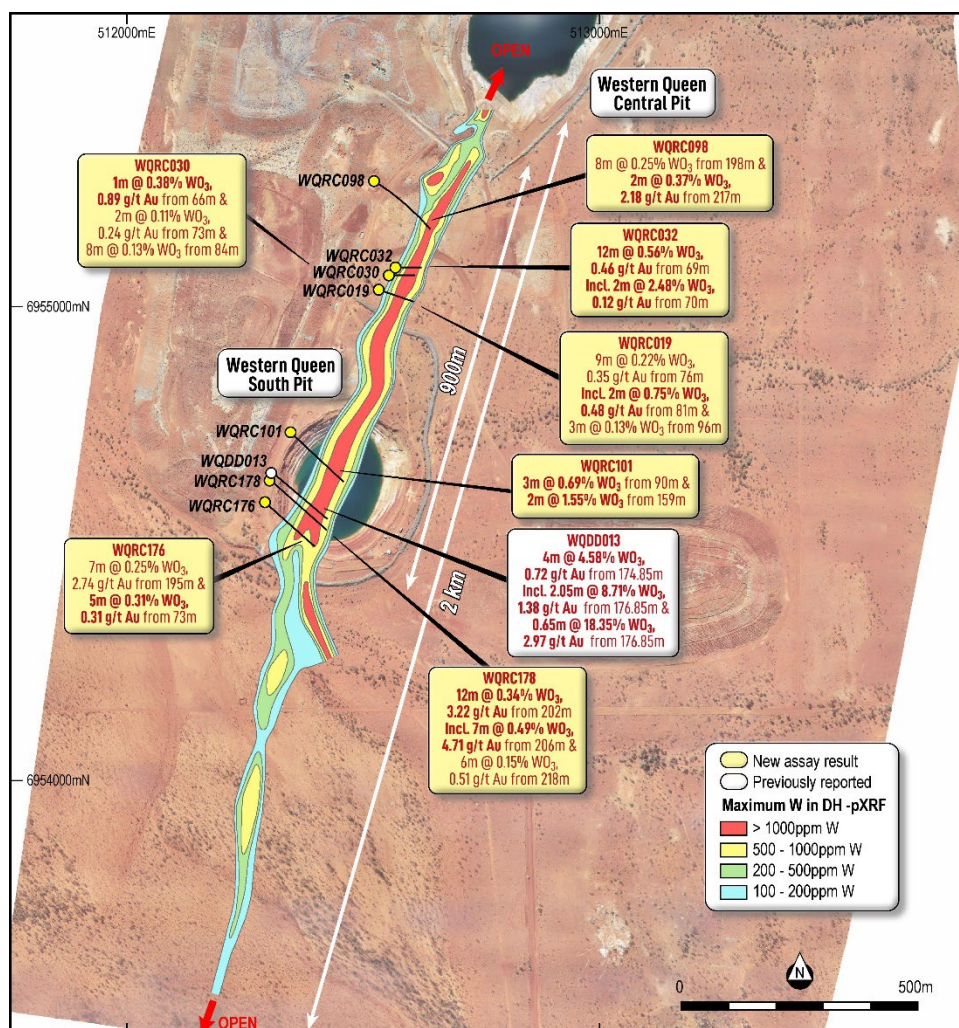 512000mE
513000mE
OPEN
Western Queen
Central Pit
WQRC098
8m @ 0.25% WO₃ from 198m &
2m @ 0.37% WO₃,
2.18 g/t Au from 217m
WQRC030
1m @ 0.38% WO₃,
0.89 g/t Au from 66m &
2m @ 0.11% WO₃,
0.24 g/t Au from 73m &
8m @ 0.13% WO₃ from 84m
WQRC098
WQRC032
WQRC030
WQRC019
WQRC032
12m @ 0.56% WO₃,
0.46 g/t Au from 69m
Incl. 2m @ 2.48% WO₃,
0.12 g/t Au from 70m
6955000mN
WQRC019
9m @ 0.22% WO₃,
0.35 g/t Au from 76m
Incl. 2m @ 0.75% WO₃,
0.48 g/t Au from 81m &
3m @ 0.13% WO₃ from 96m
900m
Western Queen
South Pit
WQRC101
WQDD013
WQRC178
WQRC176
WQRC101
3m @ 0.69% WO₃ from 90m &
2m @ 1.55% WO₃ from 159m
WQDD013
4m @ 4.58% WO₃,
0.72 g/t Au from 174.85m
Incl. 2.05m @ 8.71% WO₃,
1.38 g/t Au from 176.85m &
0.65m @ 18.35% WO₃,
2.97 g/t Au 176.85m
2 km
WQRC176
7m @ 0.25% WO₃,
2.74 g/t Au from 195m &
5m @ 0.31% WO₃,
0.31 g/t Au from 73m
WQRC178
12m @ 0.34% WO₃,
3.22 g/t Au from 202m
Incl. 7m @ 0.49% WO₃,
4.71 g/t Au from 206m &
6m @ 0.15% WO₃,
0.51 g/t Au from 218m
6954000mN
New assay result
Previously reported
Maximum W in DH -pXRF
> 1000ppm W
500 - 1000ppm W
200 - 500ppm W
100 - 200ppm W
N
0
500m
OPEN